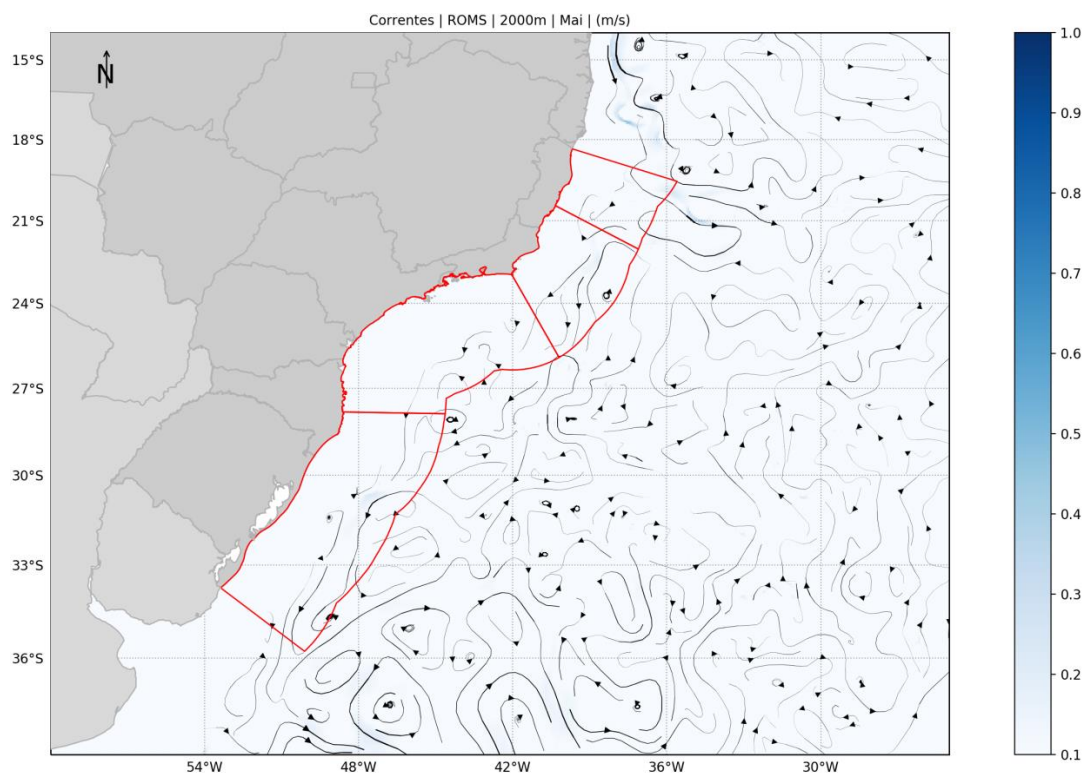 Correntes | ROMS | 2000m | Mai | (m/s)
N
15°S
18°S
21°S
24°S
27°S
30°S
33°S
36°S
54°W 48°W 42°W 36°W 30°W
1.0
0.9
0.8
0.7
0.6
0.5
0.4
0.3
0.2
0.1